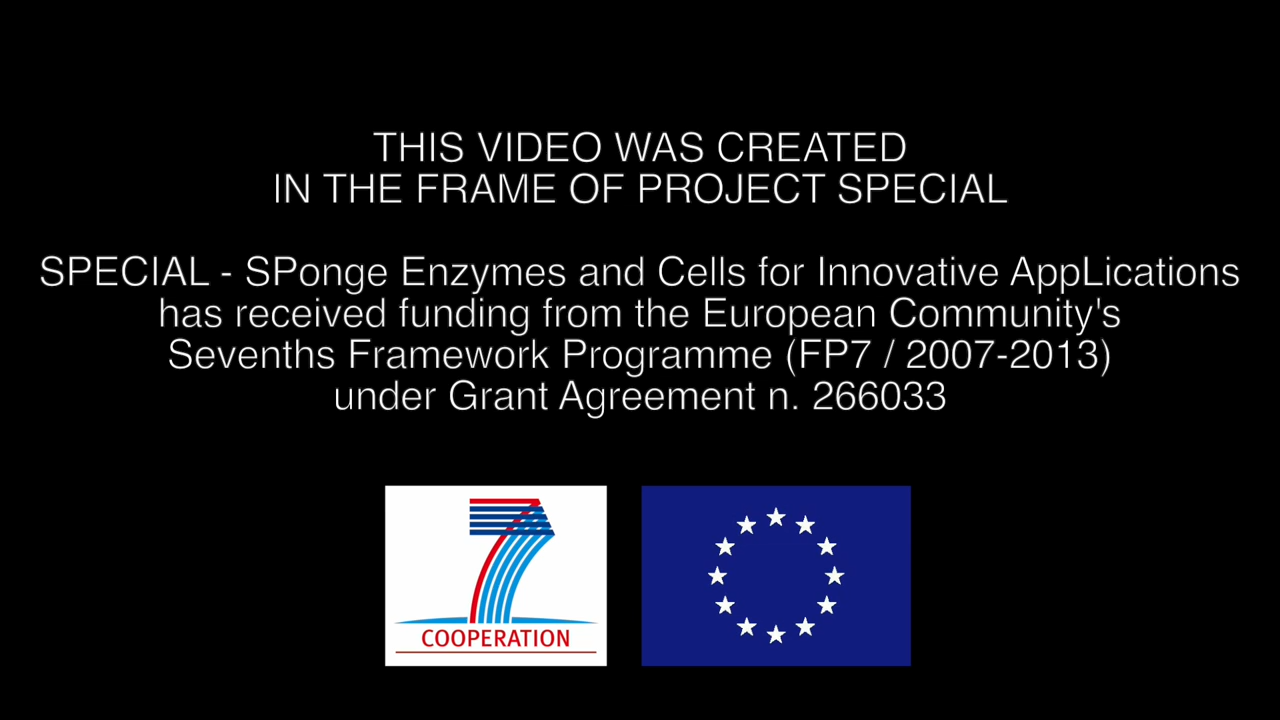 THIS VIDEO WAS CREATED
IN THE FRAME OF PROJECT SPECIAL
SPECIAL - SPonge Enzymes and Cells for Innovative AppLications
has received funding from the European Community's
Sevenths Framework Programme (FP7 / 2007-2013)
under Grant Agreement n. 266033
7
COOPERATION